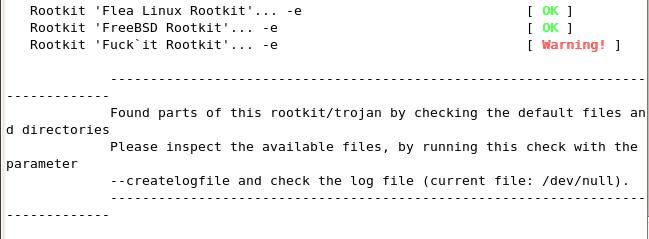 Rootkit 'Flea Linux Rootkit'... -e [ OK ]
Rootkit 'FreeBSD Rootkit'... -e [ OK ]
Rootkit 'Fuck`it Rootkit'... -e [ Warning! ]
--------------------------------------------------------------------
-------------
Found parts of this rootkit/trojan by checking the default files an
d directories
Please inspect the available files, by running this check with the
parameter
--createlogfile and check the log file (current file: /dev/null).
--------------------------------------------------------------------
-------------